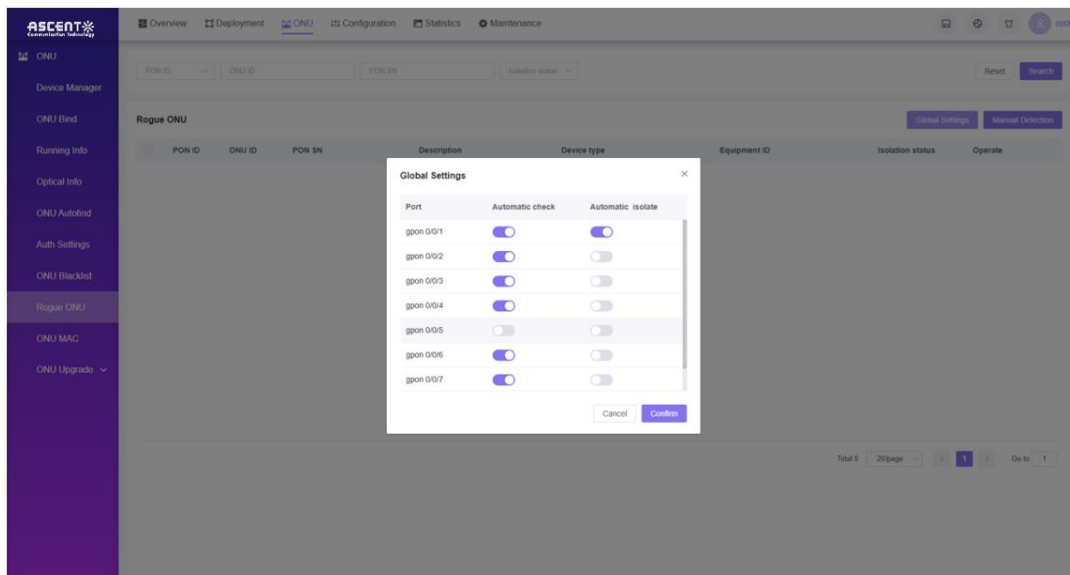 ASCENT
Communication Technology
Overview Deployment ONU Configuration Statistics Maintenance
root
ONU
Device Manager
ONU Bind
Running Info
Optical Info
ONU Autofind
Auth Settings
ONU Blacklist
Rogue ONU
ONU MAC
ONU Upgrade
PON ID ONU ID PON SN Isolation status Reset Search
Rogue ONU Global Settings Manual Detection
PON ID ONU ID PON SN Description Device type Equipment ID Isolation status Operate
Global Settings
Port Automatic check Automatic isolate
gpon 0/0/1
gpon 0/0/2
gpon 0/0/3
gpon 0/0/4
gpon 0/0/5
gpon 0/0/6
gpon 0/0/7
Cancel Confirm
Total 0 20/page 1 Go to 1